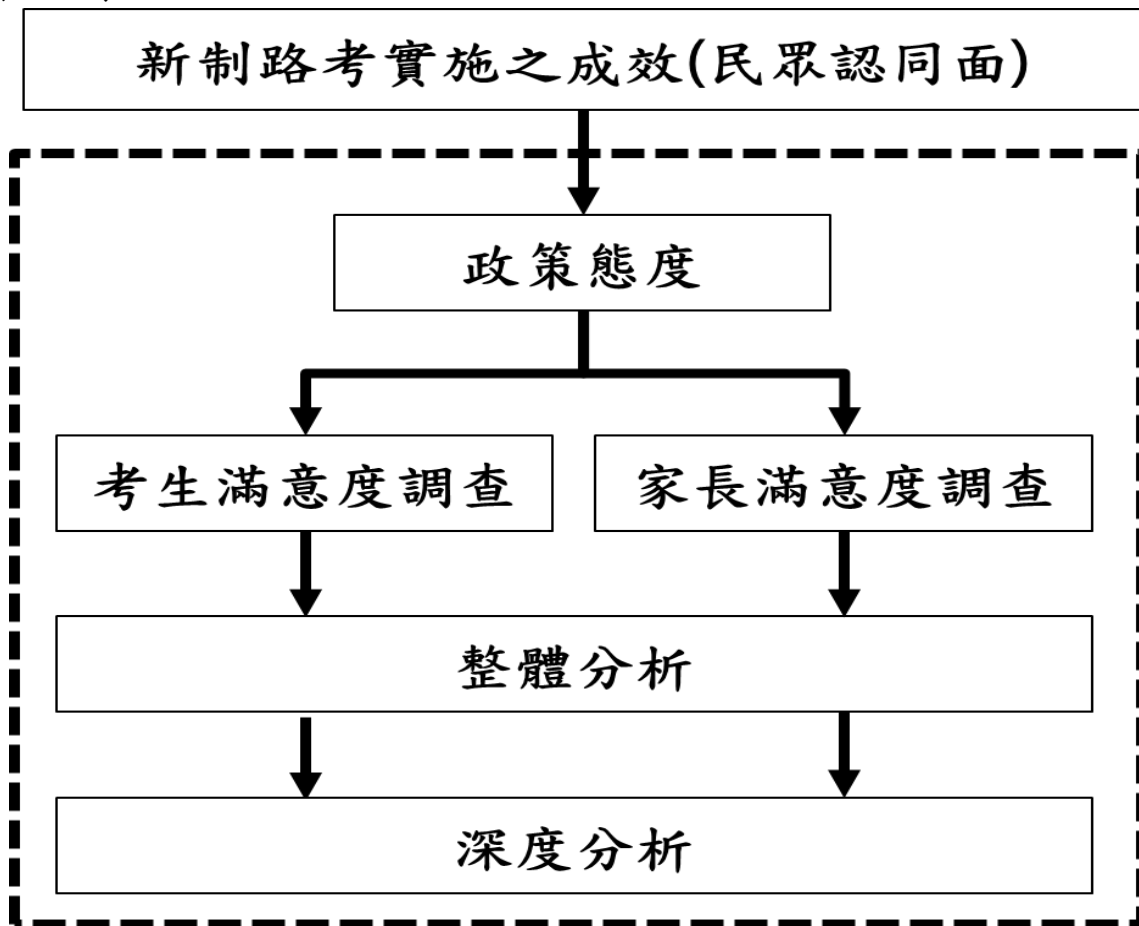 新制路考實施之成效(民眾認同面)
政策態度
考生滿意度調查
家長滿意度調查
整體分析
深度分析